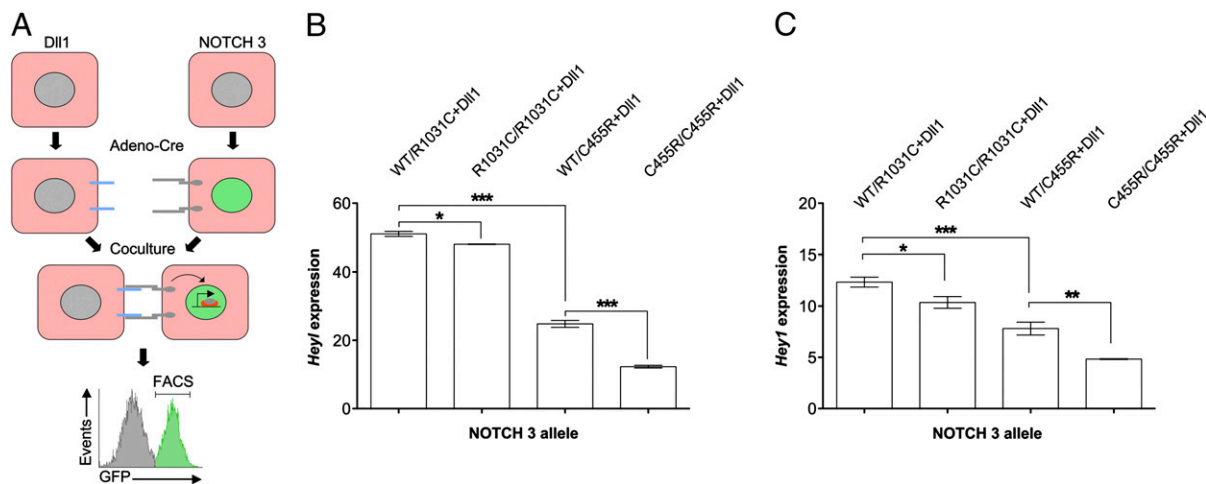 A
Dll1
NOTCH 3
Adeno-Cre
Coculture
FACS
Events
GFP
B
WT/R1031C+Dll1
R1031C/R1031C+Dll1
WT/C455R+Dll1
C455R/C455R+Dll1
***
*
***
60
40
20
0
Heyl expression
NOTCH 3 allele
C
WT/R1031C+Dll1
R1031C/R1031C+Dll1
WT/C455R+Dll1
C455R/C455R+Dll1
***
*
**
20
15
10
5
0
Hey1 expression
NOTCH 3 allele